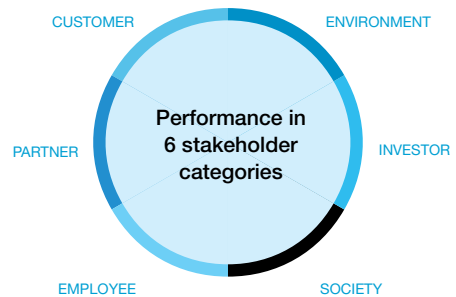 CUSTOMER
ENVIRONMENT
Performance in
6 stakeholder
categories
PARTNER
INVESTOR
EMPLOYEE
SOCIETY